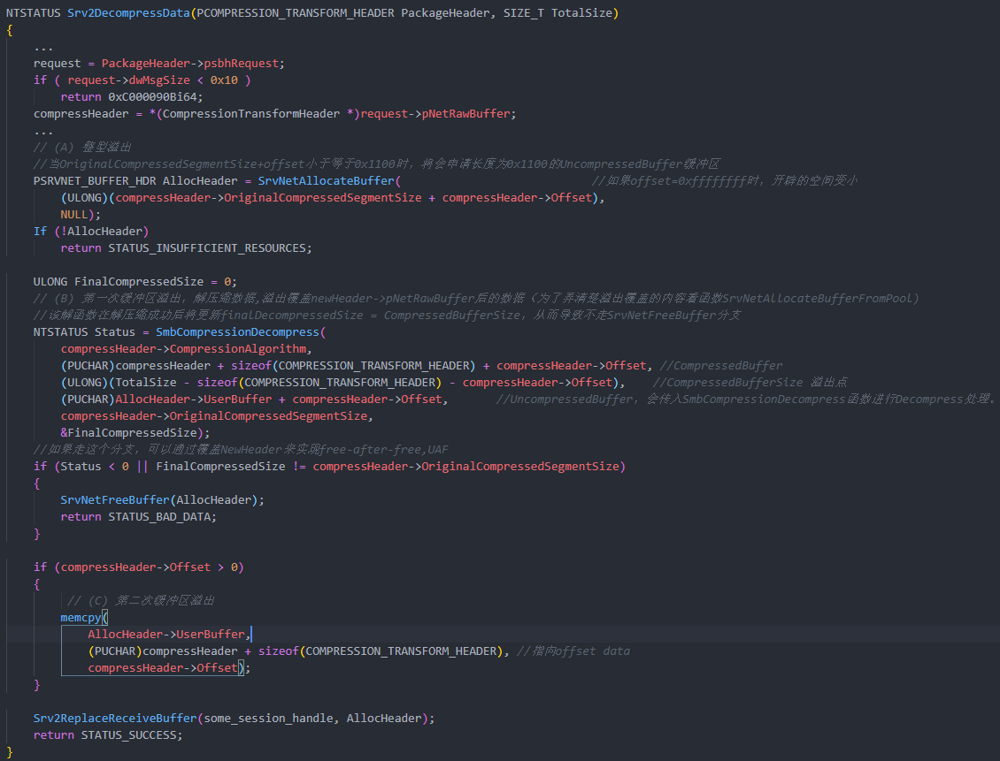 NTSTATUS Srv2DecompressData(PCOMPRESSION_TRANSFORM_HEADER PackageHeader, SIZE_T TotalSize)
{
...
request = PackageHeader->psbhRequest;
if ( request->dwMsgSize < 0x10 )
return 0xC000090Bi64;
compressHeader = *(CompressionTransformHeader *)request->pNetRawBuffer;
...
// (A) 整型溢出
//当OriginalCompressedSegmentSize+offset小于等于0x1100时，将会申请长度为0x1100的UncompressedBuffer缓冲区
PSRVNET_BUFFER_HDR AllocHeader = SrvNetAllocateBuffer( //如果offset=0xffffffff时，开辟的空间变小
(ULONG)(compressHeader->OriginalCompressedSegmentSize + compressHeader->Offset),
NULL);
If (!AllocHeader)
return STATUS_INSUFFICIENT_RESOURCES;
ULONG FinalCompressedSize = 0;
// (B) 第一次缓冲区溢出，解压缩数据,溢出覆盖newHeader->pNetRawBuffer后的数据（为了弄清楚溢出覆盖的内容看函数SrvNetAllocateBufferFromPool)
//该解函数在解压缩成功后将更新finalDecompressedSize = CompressedBufferSize，从而导致不走SrvNetFreeBuffer分支
NTSTATUS Status = SmbCompressionDecompress(
compressHeader->CompressionAlgorithm,
(PUCHAR)compressHeader + sizeof(COMPRESSION_TRANSFORM_HEADER) + compressHeader->Offset, //CompressedBuffer
(ULONG)(TotalSize - sizeof(COMPRESSION_TRANSFORM_HEADER) - compressHeader->Offset), //CompressedBufferSize 溢出点
(PUCHAR)AllocHeader->UserBuffer + compressHeader->Offset, //UncompressedBuffer，会传入SmbCompressionDecompress函数进行Decompress处理。
compressHeader->OriginalCompressedSegmentSize,
&FinalCompressedSize);
//如果走这个分支，可以通过覆盖NewHeader来实现free-after-free,UAF
if (Status < 0 || FinalCompressedSize != compressHeader->OriginalCompressedSegmentSize)
{
SrvNetFreeBuffer(AllocHeader);
return STATUS_BAD_DATA;
}
if (compressHeader->Offset > 0)
{
// (C) 第二次缓冲区溢出
memcpy(
AllocHeader->UserBuffer,
(PUCHAR)compressHeader + sizeof(COMPRESSION_TRANSFORM_HEADER), //指向offset data
compressHeader->Offset);
}
Srv2ReplaceReceiveBuffer(some_session_handle, AllocHeader);
return STATUS_SUCCESS;
}